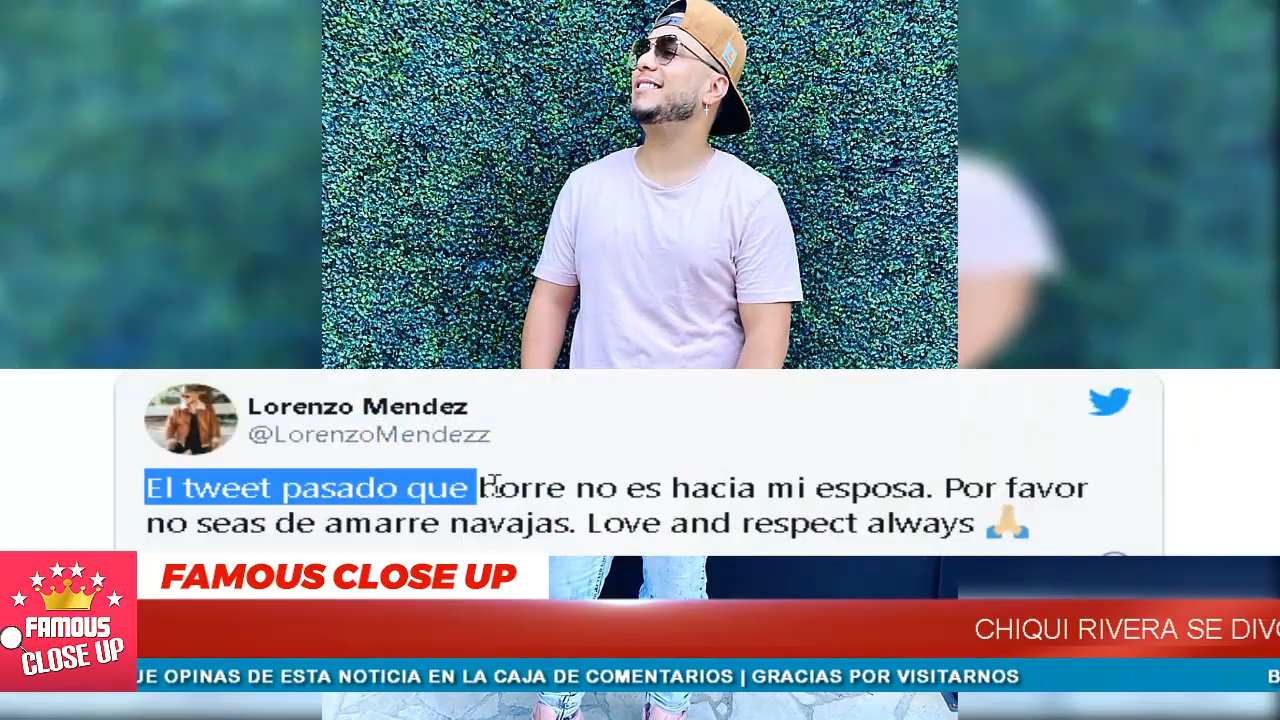 Lorenzo Mendez
@LorenzoMendezz
El tweet pasado que borre no es hacia mi esposa. Por favor
no seas de amarre navajas. Love and respect always 🙏🏼
FAMOUS CLOSE UP
FAMOUS
CLOSE UP
CHIQUI RIVERA SE DIVO
UE OPINAS DE ESTA NOTICIA EN LA CAJA DE COMENTARIOS | GRACIAS POR VISITARNOS
B